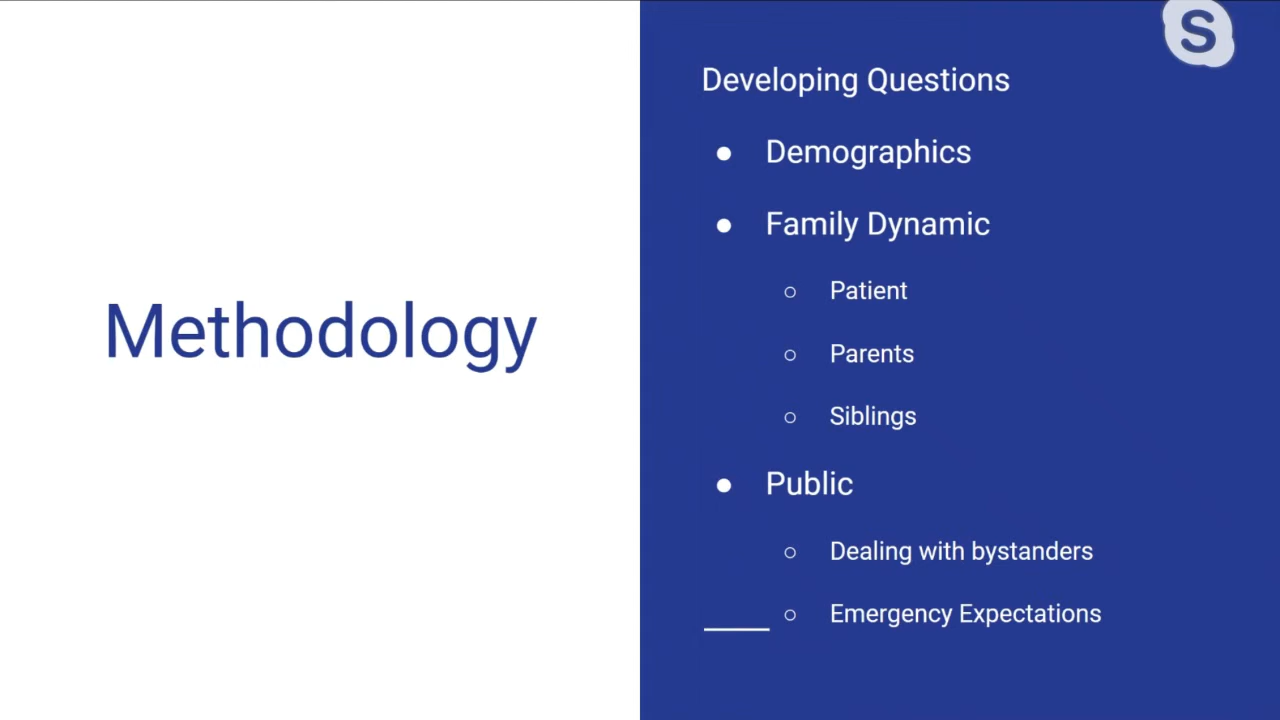 Methodology
S
Developing Questions
● Demographics
● Family Dynamic
○ Patient
○ Parents
○ Siblings
● Public
○ Dealing with bystanders
○ Emergency Expectations